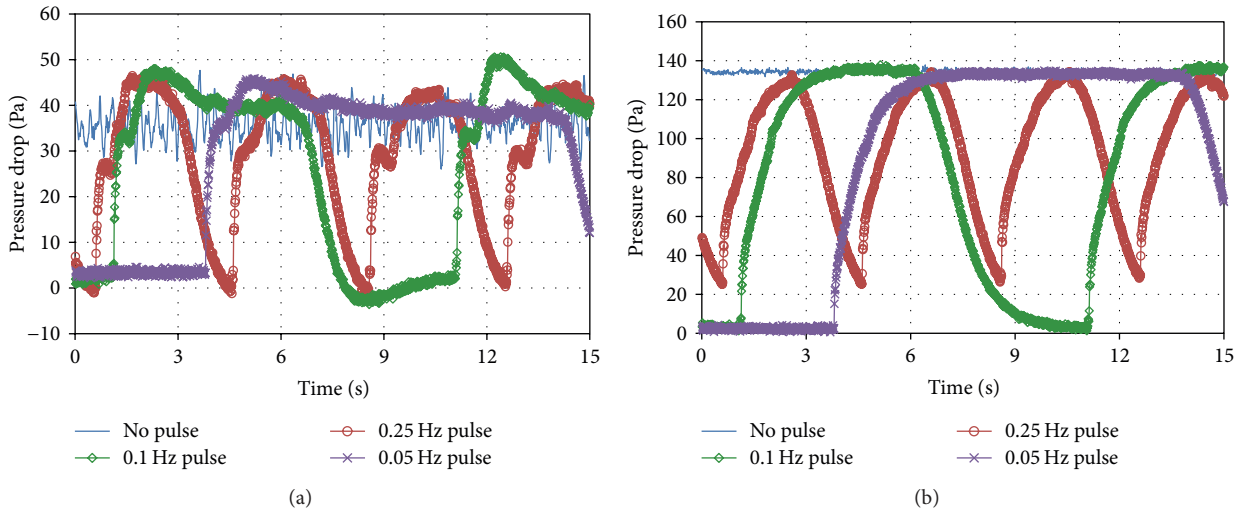 60
50
40
30
20
10
0
−10
Pressure drop (Pa)
0 3 6 9 12 15
Time (s)
No pulse
0.25 Hz pulse
0.1 Hz pulse
0.05 Hz pulse
(a)
160
140
120
100
80
60
40
20
0
Pressure drop (Pa)
0 3 6 9 12 15
Time (s)
No pulse
0.25 Hz pulse
0.1 Hz pulse
0.05 Hz pulse
(b)